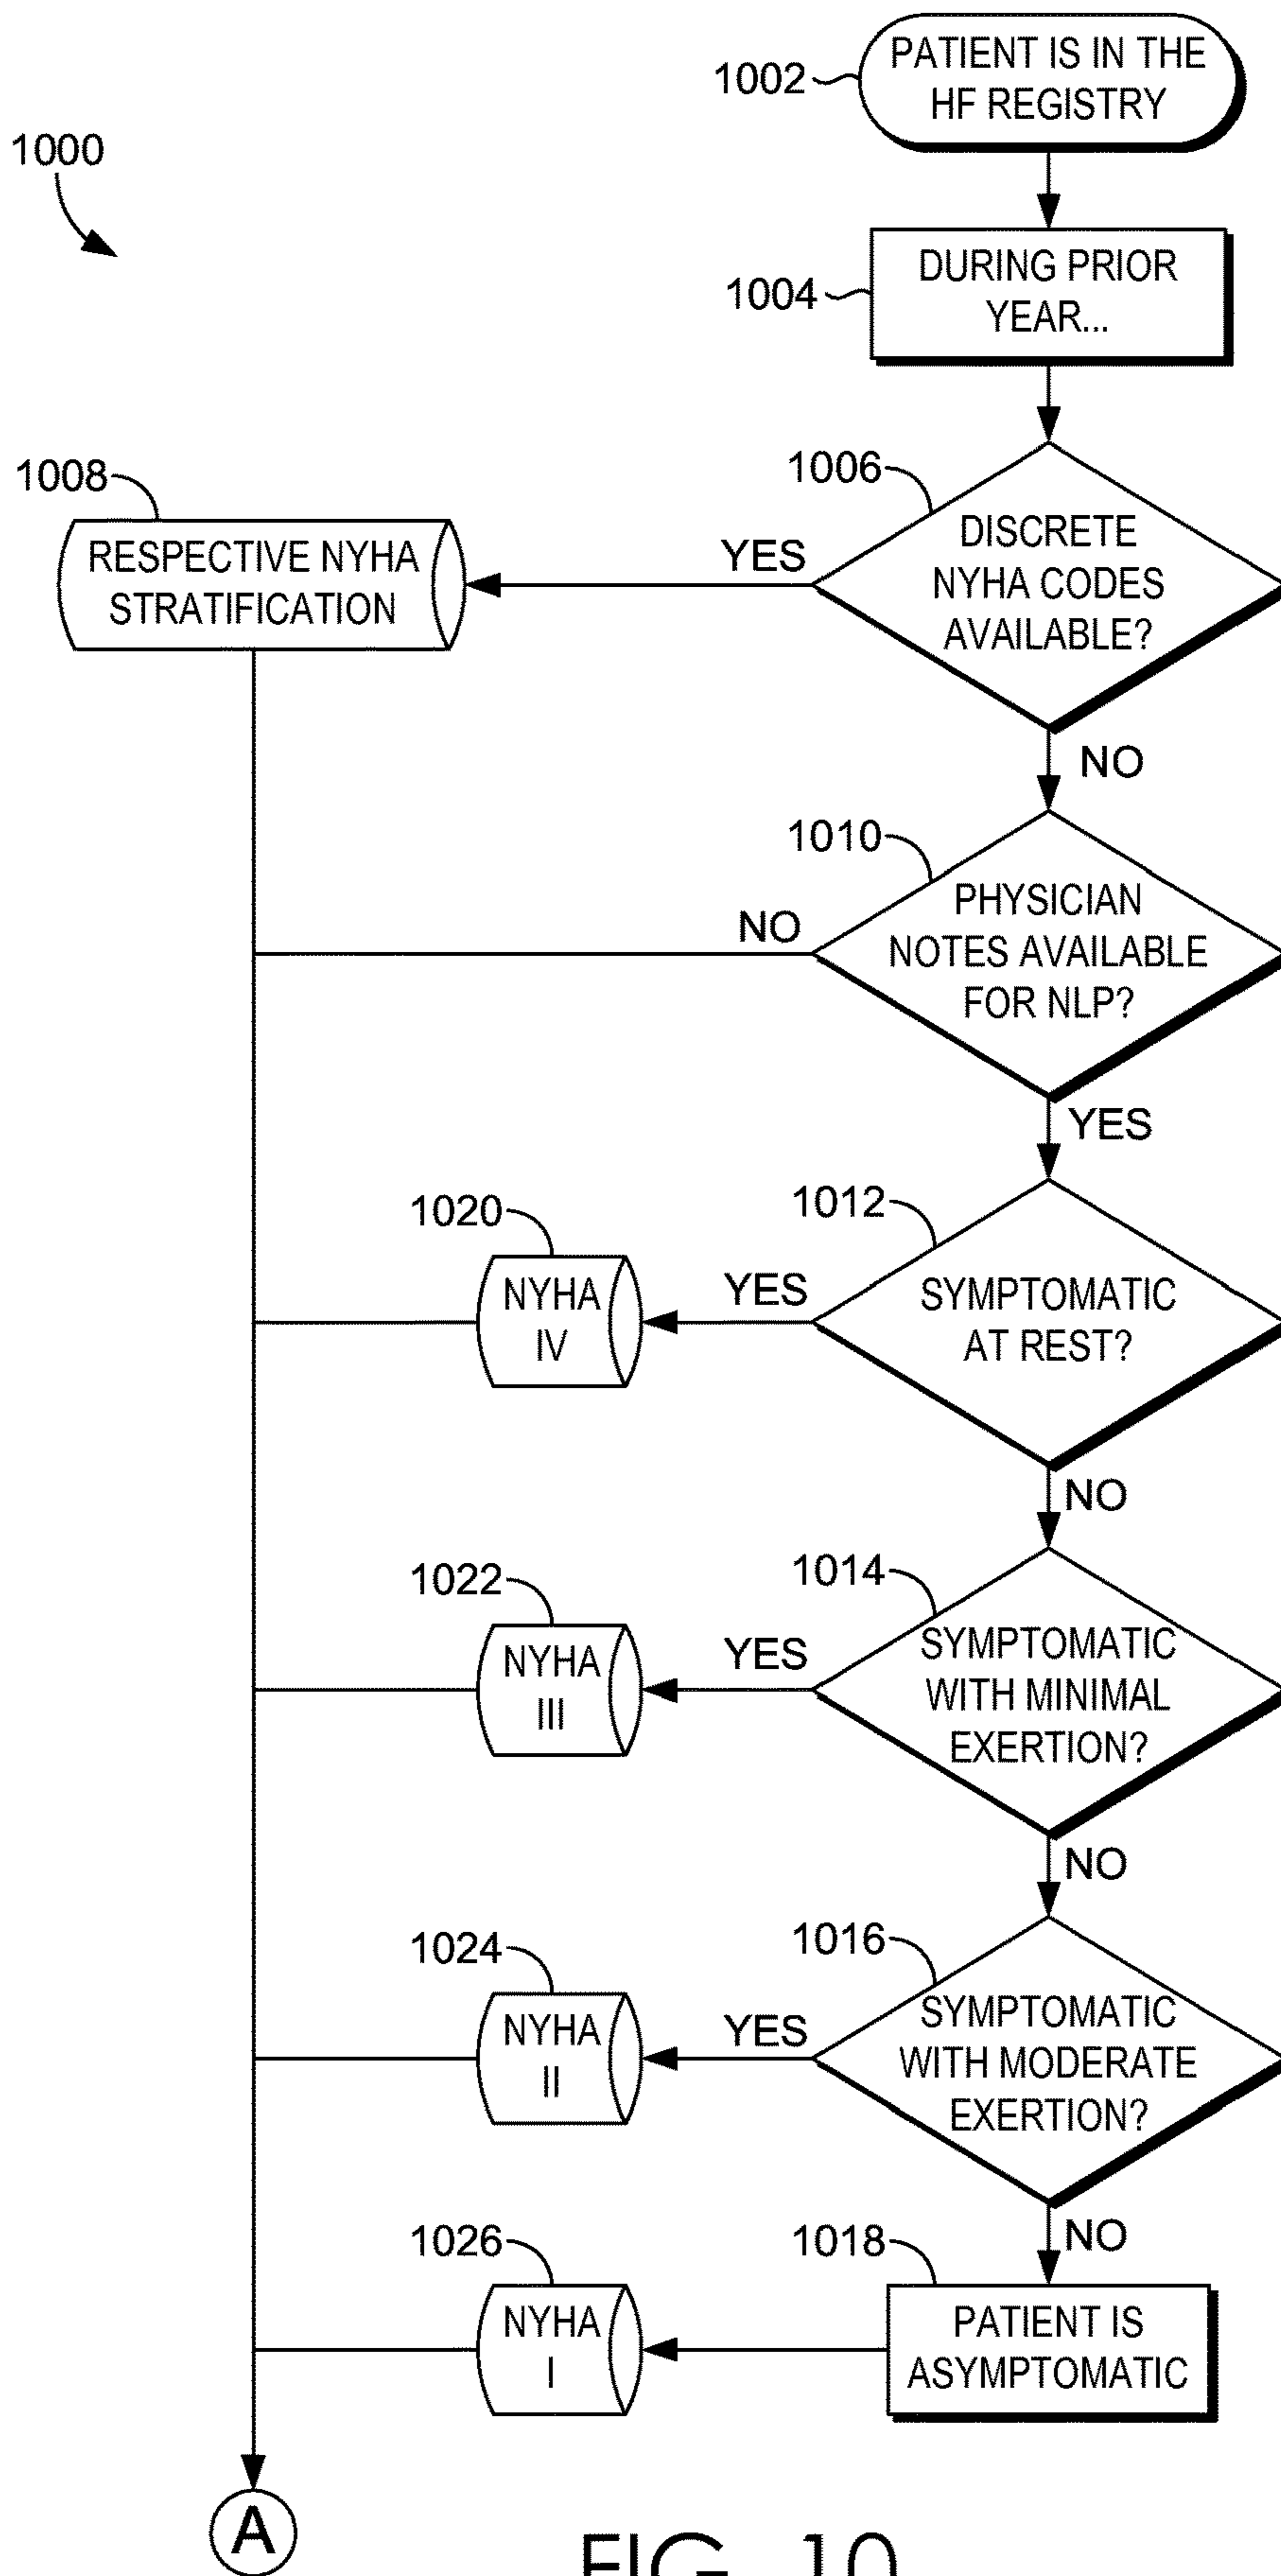 1000
1002
PATIENT IS IN THE
HF REGISTRY
1004
DURING PRIOR
YEAR...
1006
DISCRETE
NYHA CODES
AVAILABLE?
YES
1008
RESPECTIVE NYHA
STRATIFICATION
NO
1010
PHYSICIAN
NOTES AVAILABLE
FOR NLP?
NO
YES
1012
SYMPTOMATIC
AT REST?
YES
1020
NYHA
IV
NO
1014
SYMPTOMATIC
WITH MINIMAL
EXERTION?
YES
1022
NYHA
III
NO
1016
SYMPTOMATIC
WITH MODERATE
EXERTION?
YES
1024
NYHA
II
NO
1018
PATIENT IS
ASYMPTOMATIC
1026
NYHA
I
A
FIG. 10